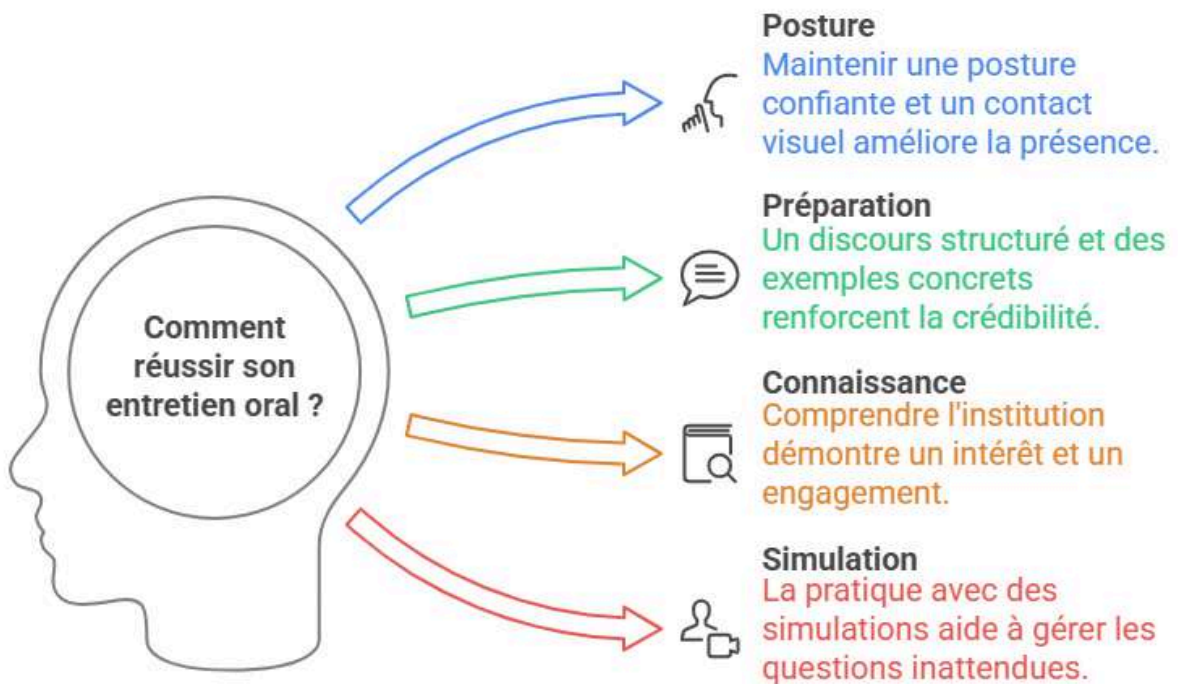 Comment
réussir son
entretien oral ?
Posture
Maintenir une posture
confiante et un contact
visuel améliore la présence.
Préparation
Un discours structuré et des
exemples concrets
renforcent la crédibilité.
Connaissance
Comprendre l'institution
démontre un intérêt et un
engagement.
Simulation
La pratique avec des
simulations aide à gérer les
questions inattendues.